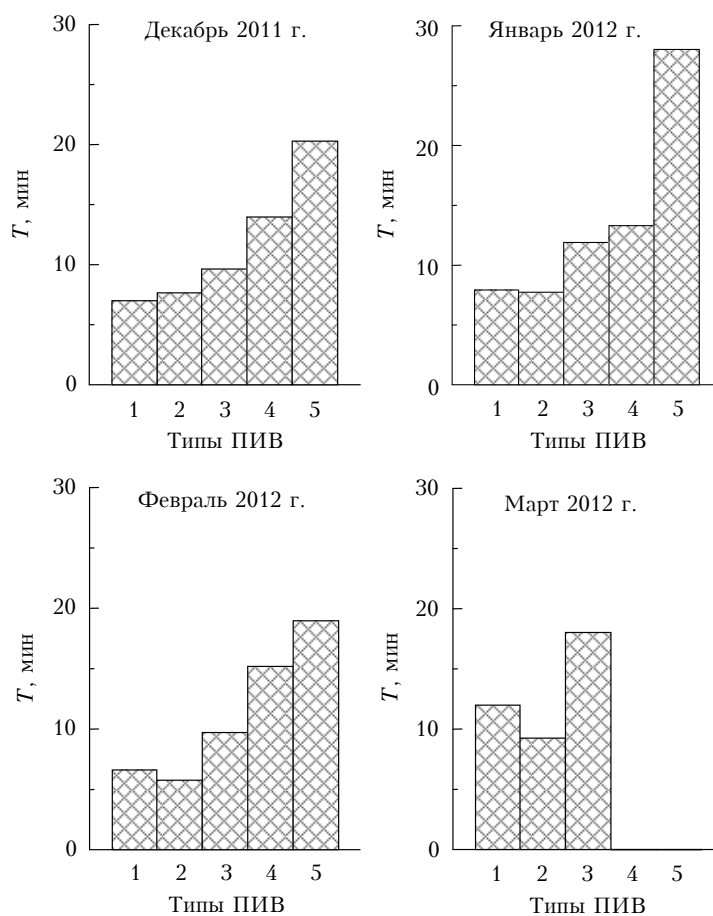 Декабрь 2011 г.
30
20
10
0
T, мин
1 2 3 4 5
Типы ПИВ
Январь 2012 г.
30
20
10
0
T, мин
1 2 3 4 5
Типы ПИВ
Февраль 2012 г.
30
20
10
0
T, мин
1 2 3 4 5
Типы ПИВ
Март 2012 г.
30
20
10
0
T, мин
1 2 3 4 5
Типы ПИВ